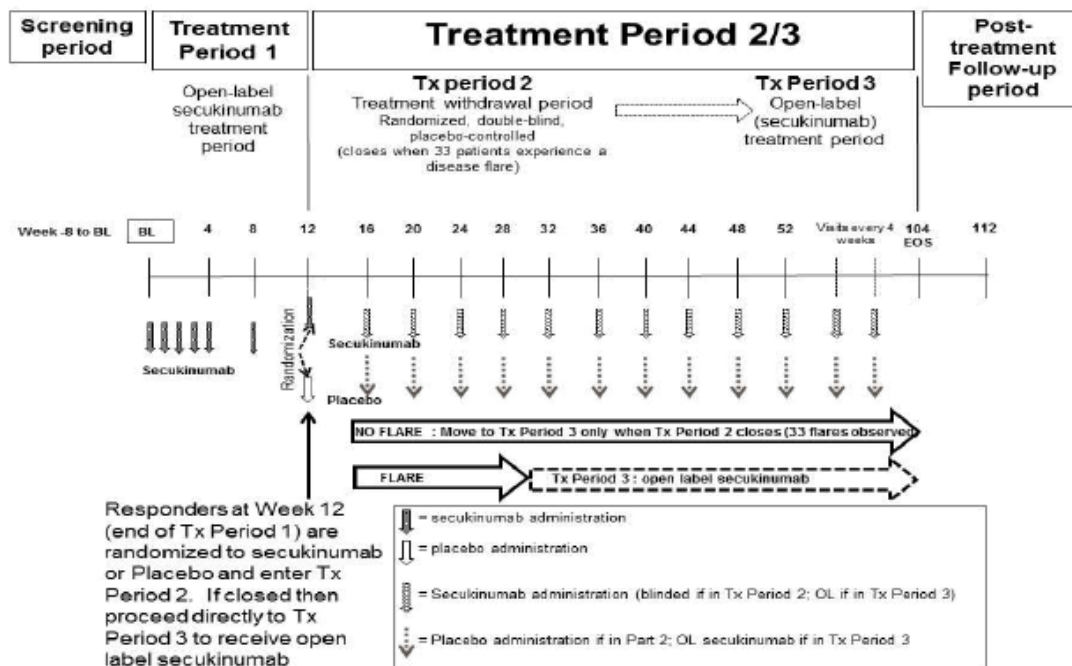 Screening period
Treatment Period 1
Treatment Period 2/3
Post-treatment Follow-up period
Open-label
secukinumab
treatment
period
Tx period 2
Treatment withdrawal period
Randomized, double-blind,
placebo-controlled
(closes when 33 patients experience a
disease flare)
Tx Period 3
Open-label
(secukinumab)
treatment period
Week -8 to BL BL 4 8 12 16 20 24 28 32 36 40 44 48 52 Visits every 4 weeks 104 EOS 112
Secukinumab
Randomization
Secukinumab
Placebo
NO FLARE : Move to Tx Period 3 only when Tx Period 2 closes (33 flares observed)
FLARE
Tx Period 3 : open label secukinumab
Responders at Week 12
(end of Tx Period 1) are
randomized to secukinumab
or Placebo and enter Tx
Period 2. If closed then
proceed directly to Tx
Period 3 to receive open
label secukinumab
= secukinumab administration
= placebo administration
= Secukinumab administration (blinded if in Tx Period 2; OL if in Tx Period 3)
= Placebo administration if in Part 2; OL secukinumab if in Tx Period 3